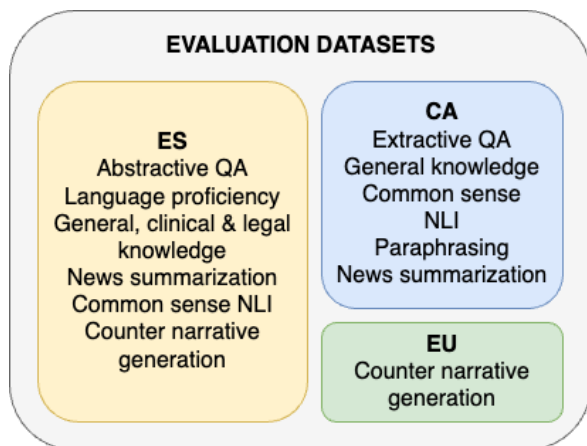 EVALUATION DATASETS
ES
Abstractive QA
Language proficiency
General, clinical & legal
knowledge
News summarization
Common sense NLI
Counter narrative
generation
CA
Extractive QA
General knowledge
Common sense
NLI
Paraphrasing
News summarization
EU
Counter narrative
generation